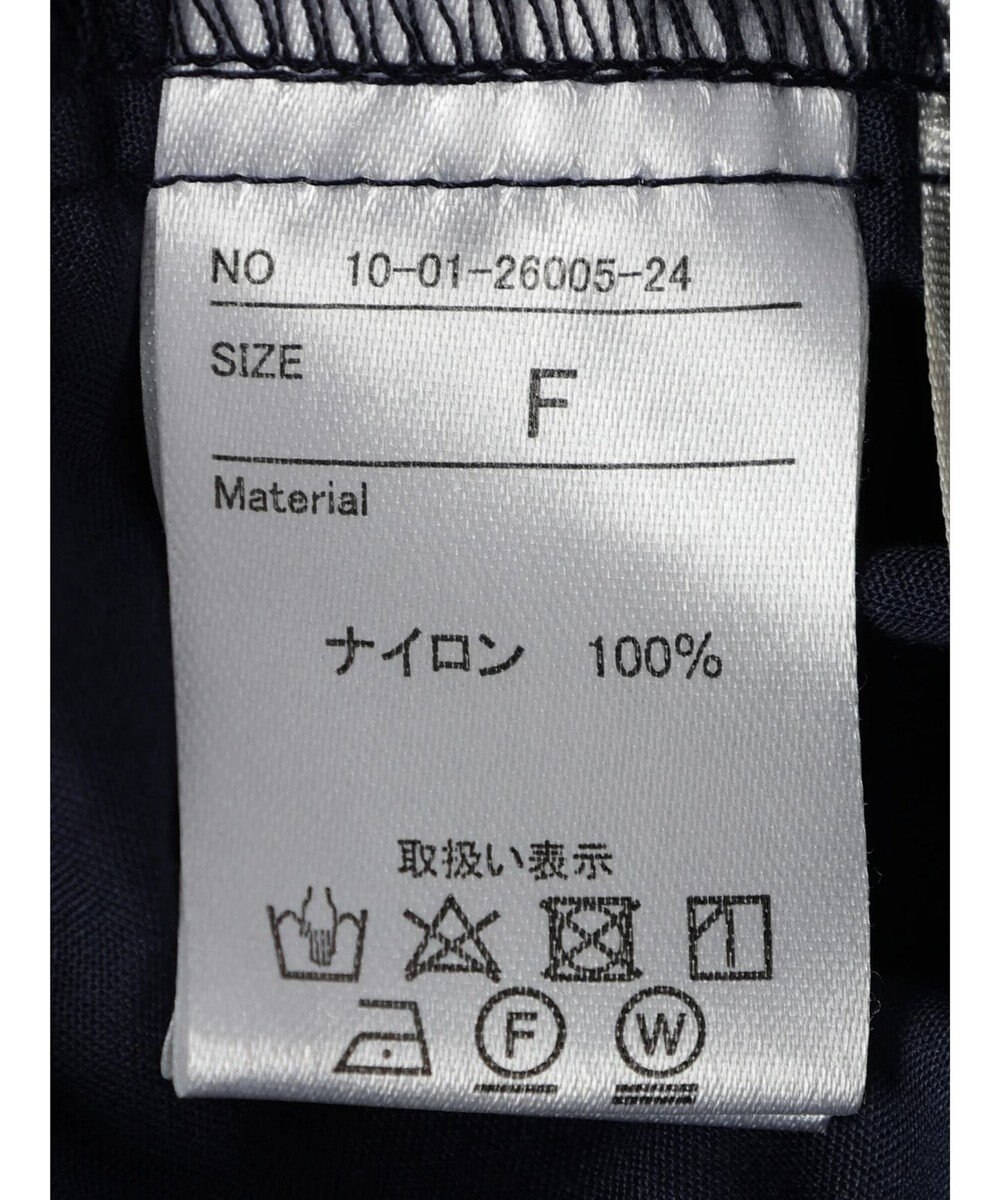 NO 10-01-26005-24
SIZE
F
Material
ナイロン 100%
取扱い表示
F W